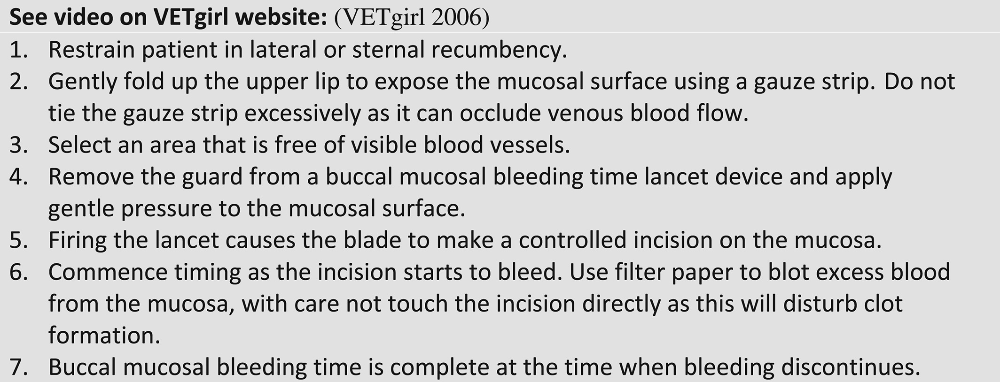 See video on VETgirl website: (VETgirl 2006)
1. Restrain patient in lateral or sternal recumbency.
2. Gently fold up the upper lip to expose the mucosal surface using a gauze strip. Do not
tie the gauze strip excessively as it can occlude venous blood flow.
3. Select an area that is free of visible blood vessels.
4. Remove the guard from a buccal mucosal bleeding time lancet device and apply
gentle pressure to the mucosal surface.
5. Firing the lancet causes the blade to make a controlled incision on the mucosa.
6. Commence timing as the incision starts to bleed. Use filter paper to blot excess blood
from the mucosa, with care not touch the incision directly as this will disturb clot
formation.
7. Buccal mucosal bleeding time is complete at the time when bleeding discontinues.